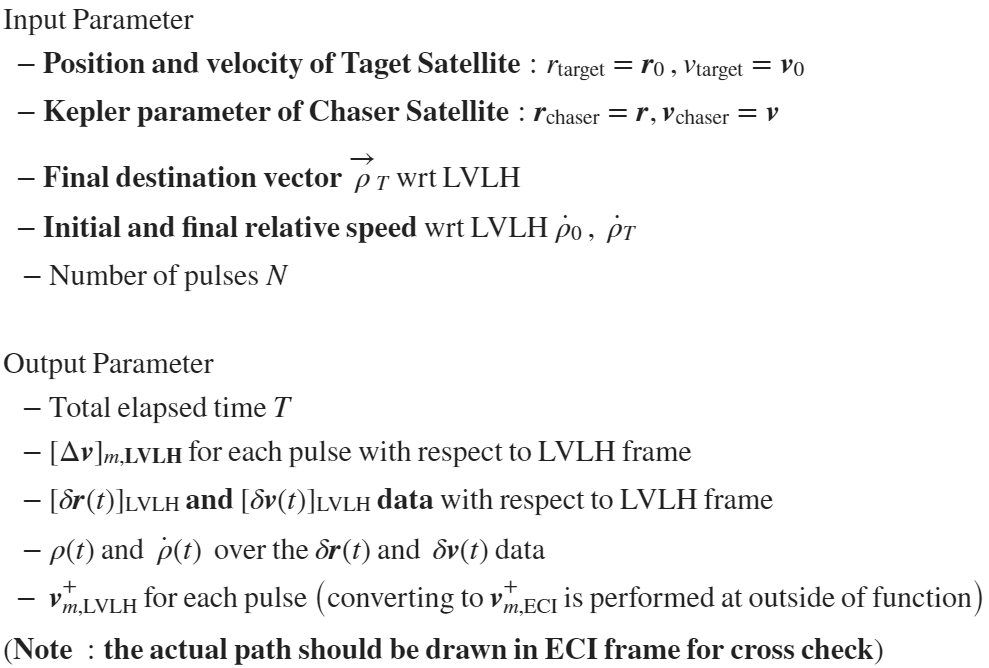 Input Parameter
– Position and velocity of Taget Satellite : r_target = r_0 , v_target = v_0
– Kepler parameter of Chaser Satellite : r_chaser = r, v_chaser = v
– Final destination vector ρ⃗_T wrt LVLH
– Initial and final relative speed wrt LVLH ρ̇_0 , ρ̇_T
– Number of pulses N
Output Parameter
– Total elapsed time T
– [Δv]_m,LVLH for each pulse with respect to LVLH frame
– [δr(t)]_LVLH and [δv(t)]_LVLH data with respect to LVLH frame
– ρ(t) and ρ̇(t) over the δr(t) and δv(t) data
– v^+_m,LVLH for each pulse (converting to v^+_m,ECI is performed at outside of function)
(Note : the actual path should be drawn in ECI frame for cross check)